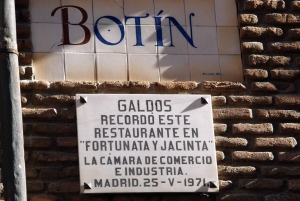 BOTÍN
GALDOS
RECORDÓ ESTE
RESTAURANTE EN
"FORTUNATA Y JACINTA"
LA CÁMARA DE COMERCIO
E INDUSTRIA.
MADRID. 25-V-1971